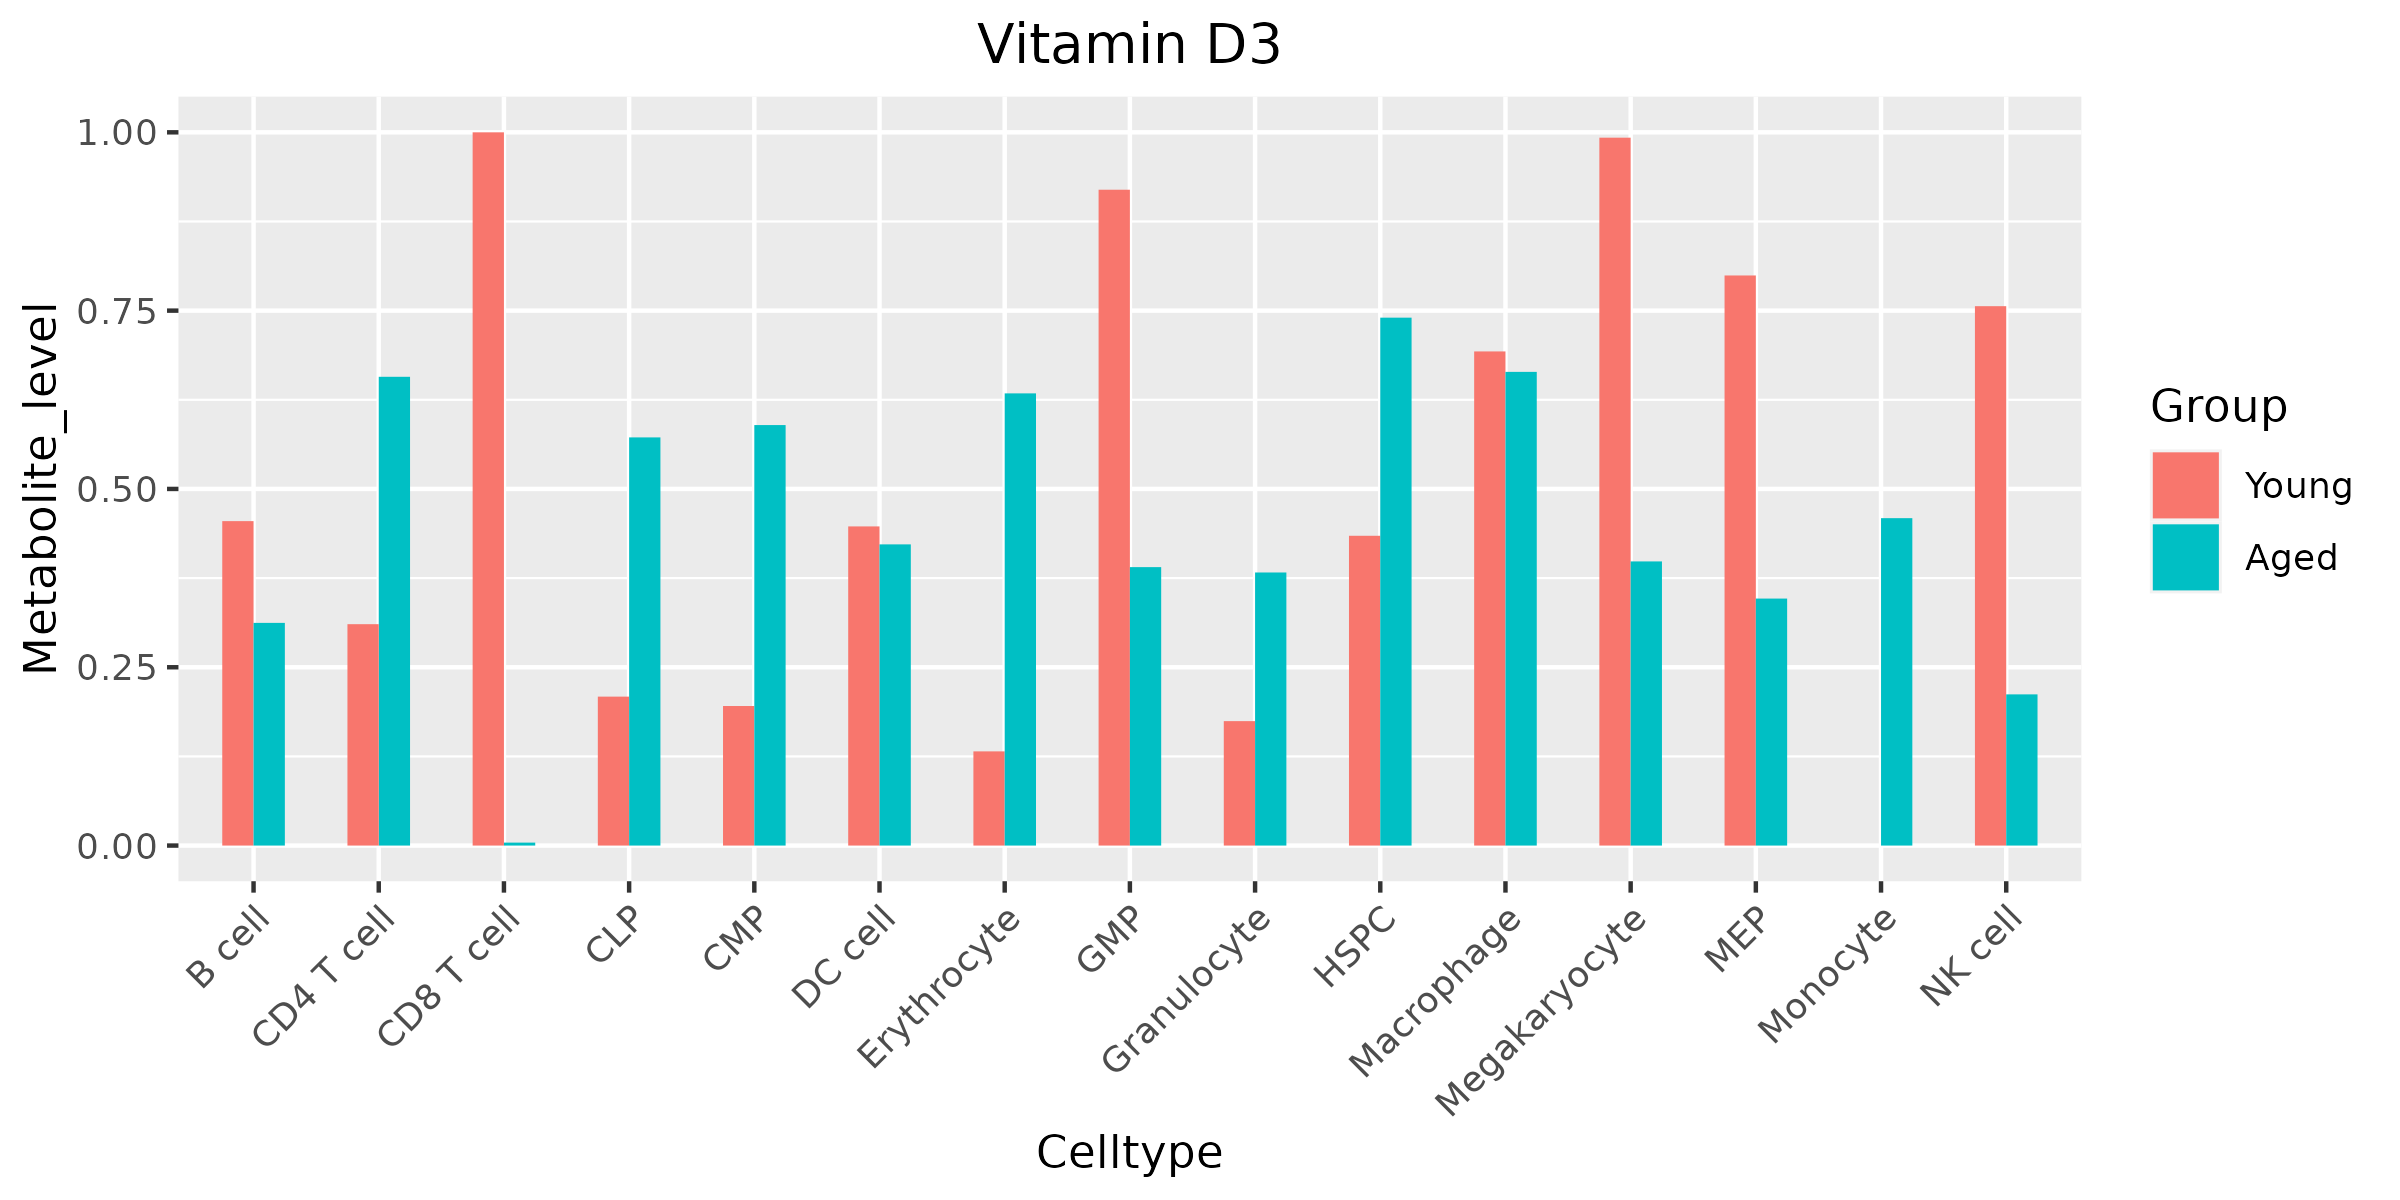 Vitamin D3
Metabolite_level
1.00
0.75
0.50
0.25
0.00
B cell
CD4 T cell
CD8 T cell
CLP
CMP
DC cell
Erythrocyte
GMP
Granulocyte
HSPC
Macrophage
Megakaryocyte
MEP
Monocyte
NK cell
Celltype
Group
Young
Aged